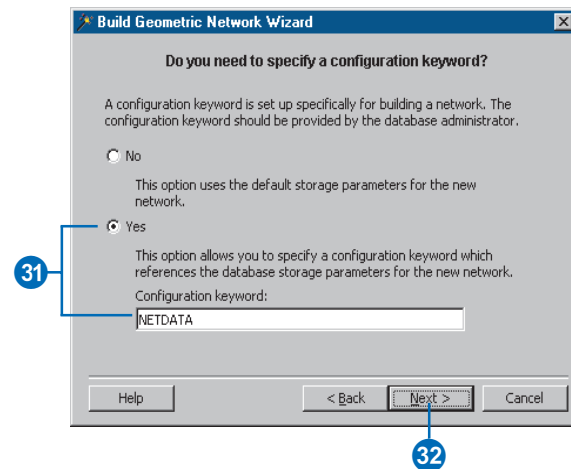 Build Geometric Network Wizard
Do you need to specify a configuration keyword?
A configuration keyword is set up specifically for building a network. The
configuration keyword should be provided by the database administrator.
No
This option uses the default storage parameters for the new
network.
Yes
This option allows you to specify a configuration keyword which
references the database storage parameters for the new network.
Configuration keyword:
NETDATA
31
Help
< Back
Next >
Cancel
32